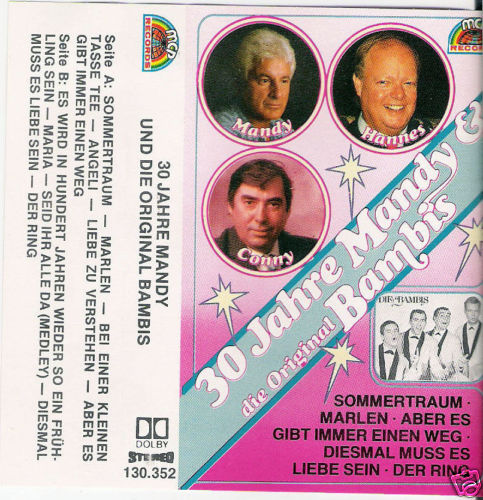 mcp
RECORDS
Seite A: SOMMERTRAUM — MARLEN — BEI EINER KLEINEN
TASSE TEE — ANGELI — LIEBE ZU VERSTEHEN — ABER ES
GIBT IMMER EINEN WEG
Seite B: ES WIRD IN HUNDERT JAHREN WIEDER SO EIN FRÜH-
LING SEIN — MARIA — SEID IHR ALLE DA (MEDLEY) — DIESMAL
MUSS ES LIEBE SEIN — DER RING
30 JAHRE MANDY
UND DIE ORIGINAL BAMBIS
DOLBY
STEREO
130.352
mcp
RECORDS
Mandy
Hannes
Conny
30 Jahre Mandy &
die Original Bambis
DIE BAMBIS
SOMMERTRAUM ·
MARLEN · ABER ES
GIBT IMMER EINEN WEG ·
DIESMAL MUSS ES
LIEBE SEIN · DER RING